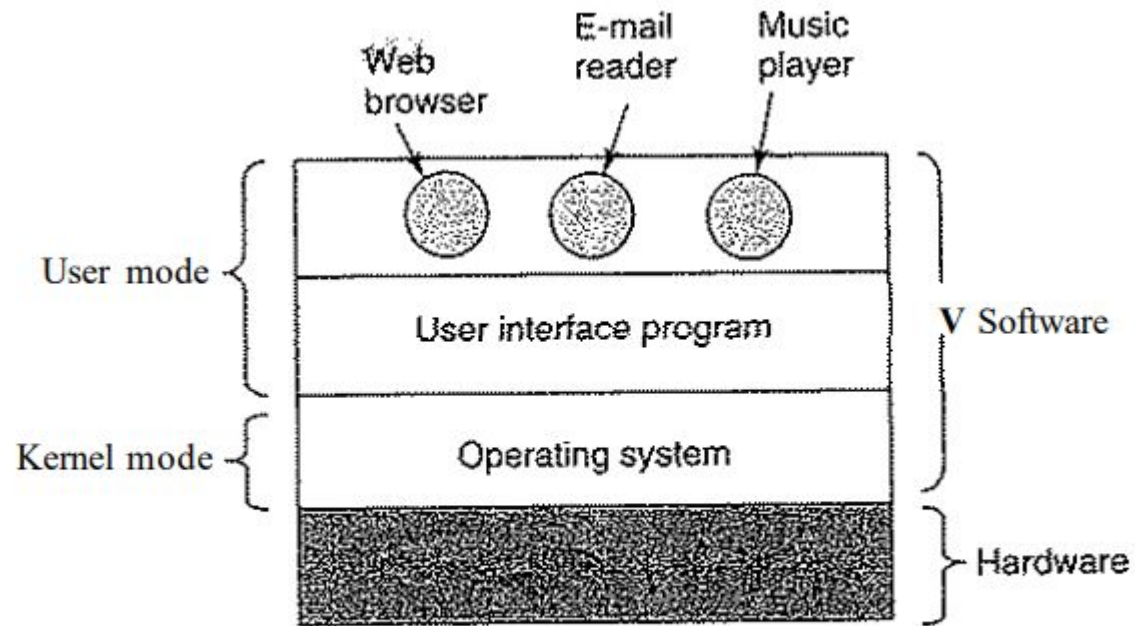 Web
browser
E-mail
reader
Music
player
User mode
User interface program
V Software
Kernel mode
Operating system
Hardware